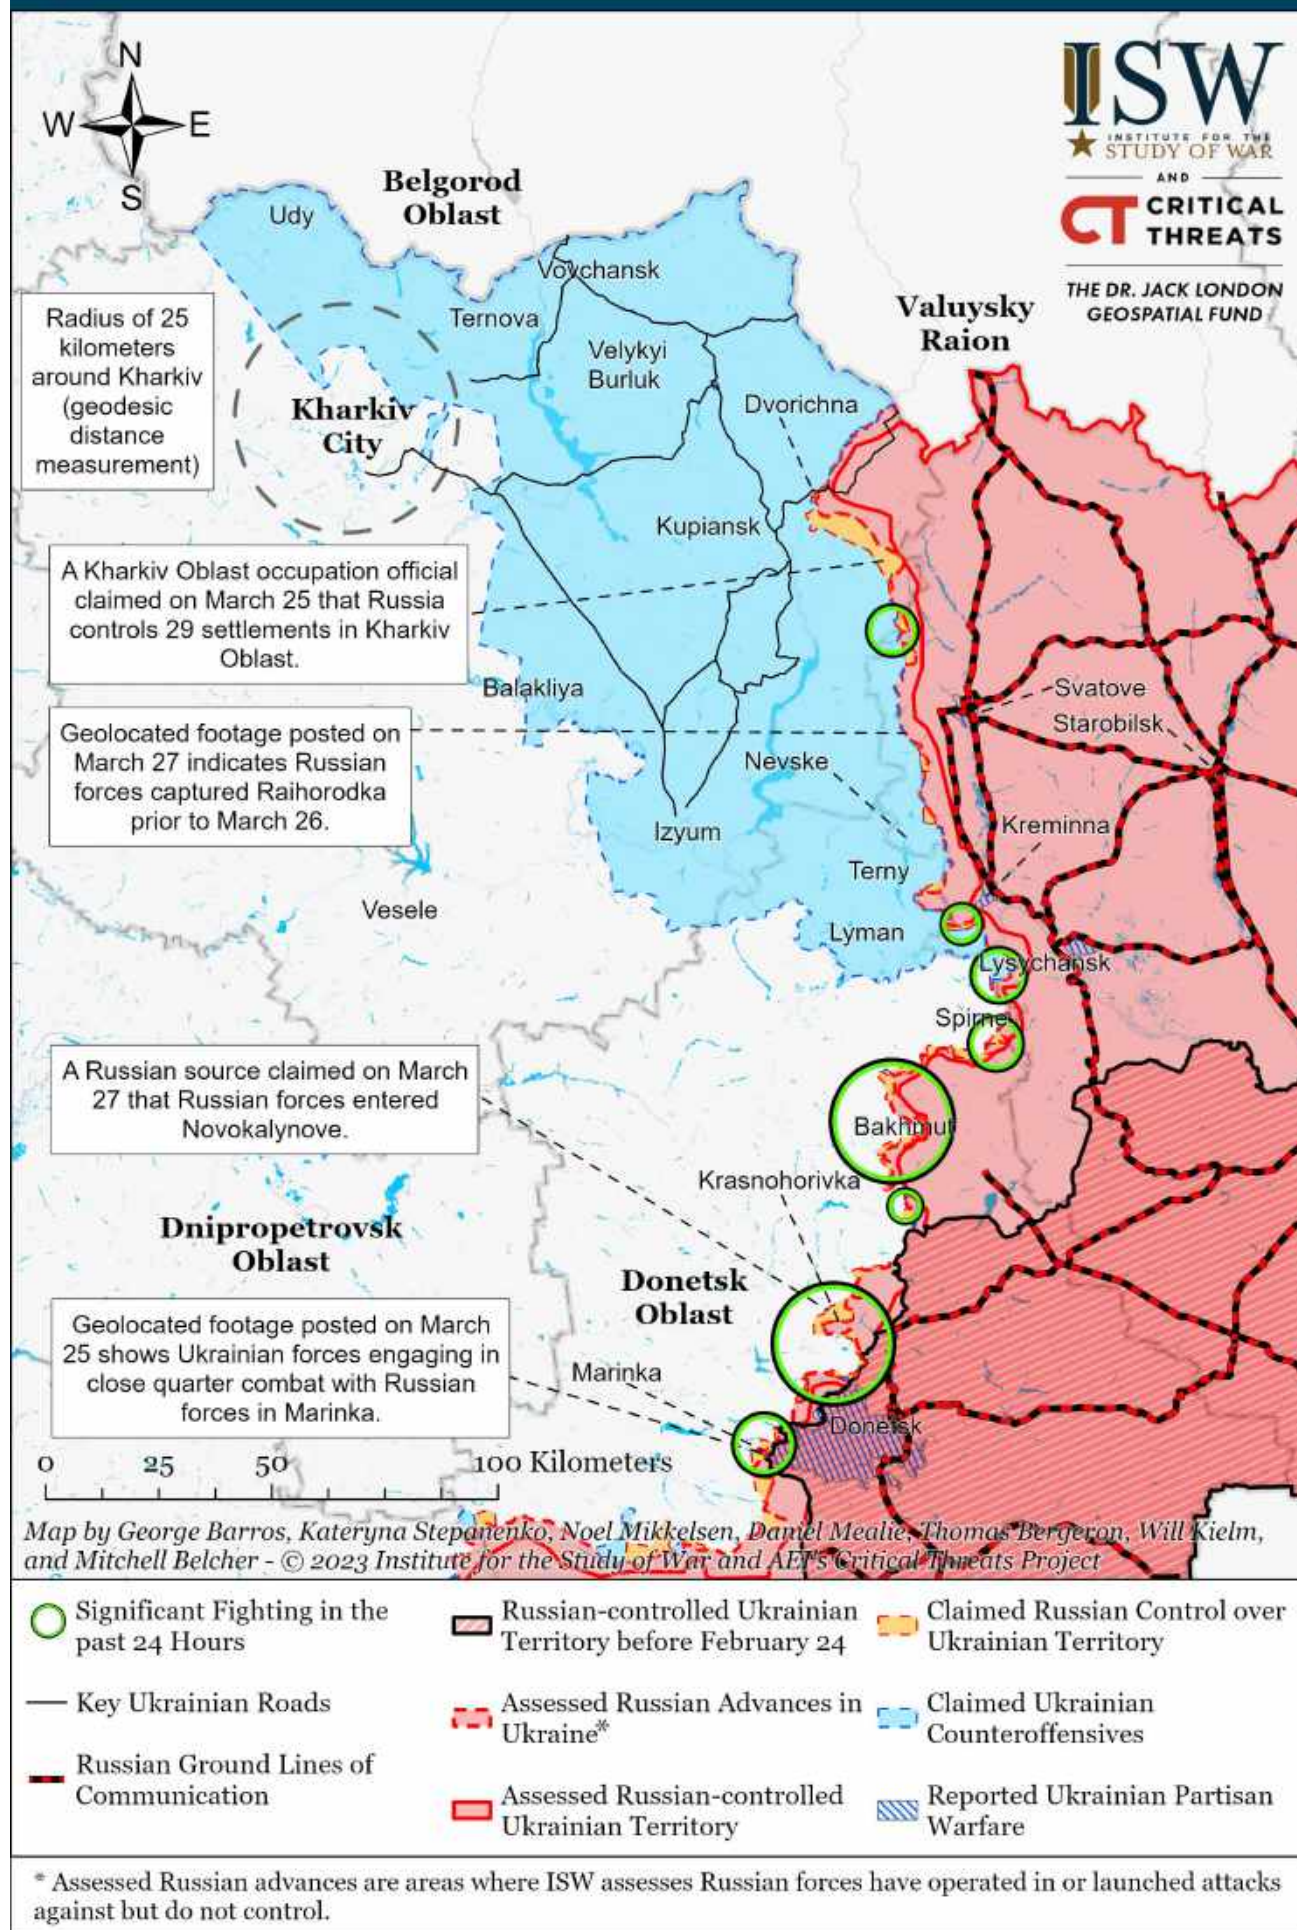 N
W
E
S
ISW
INSTITUTE FOR THE
STUDY OF WAR
AND
CT CRITICAL
THREATS
THE DR. JACK LONDON
GEOSPATIAL FUND
Belgorod
Oblast
Udy
Vovchansk
Ternova
Velykyi
Burluk
Valuysky
Raion
Dvorichna
Radius of 25
kilometers
around Kharkiv
(geodesic
distance
measurement)
Kharkiv
City
Kupiansk
A Kharkiv Oblast occupation official
claimed on March 25 that Russia
controls 29 settlements in Kharkiv
Oblast.
Balakliya
Svatove
Starobilsk
Geolocated footage posted on
March 27 indicates Russian
forces captured Raihorodka
prior to March 26.
Nevske
Izyum
Kreminna
Terny
Vesele
Lyman
Lysychansk
Spirne
A Russian source claimed on March
27 that Russian forces entered
Novokalynove.
Bakhmut
Krasnohorivka
Dnipropetrovsk
Oblast
Donetsk
Oblast
Geolocated footage posted on March
25 shows Ukrainian forces engaging in
close quarter combat with Russian
forces in Marinka.
Marinka
Donetsk
0 25 50 100 Kilometers
Map by George Barros, Kateryna Stepanenko, Noel Mikkelsen, Daniel Mealie, Thomas Bergeron, Will Kielm,
and Mitchell Belcher - © 2023 Institute for the Study of War and AEI's Critical Threats Project
Significant Fighting in the
past 24 Hours
Key Ukrainian Roads
Russian Ground Lines of
Communication
Russian-controlled Ukrainian
Territory before February 24
Assessed Russian Advances in
Ukraine*
Assessed Russian-controlled
Ukrainian Territory
Claimed Russian Control over
Ukrainian Territory
Claimed Ukrainian
Counteroffensives
Reported Ukrainian Partisan
Warfare
* Assessed Russian advances are areas where ISW assesses Russian forces have operated in or launched attacks
against but do not control.